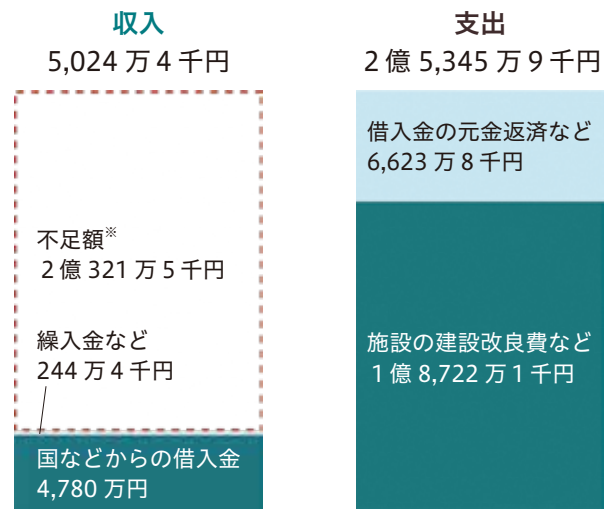 収入
5,024 万 4 千円
不足額※
2 億 321 万 5 千円
繰入金など
244 万 4 千円
国などからの借入金
4,780 万円
支出
2 億 5,345 万 9 千円
借入金の元金返済など
6,623 万 8 千円
施設の建設改良費など
1 億 8,722 万 1 千円